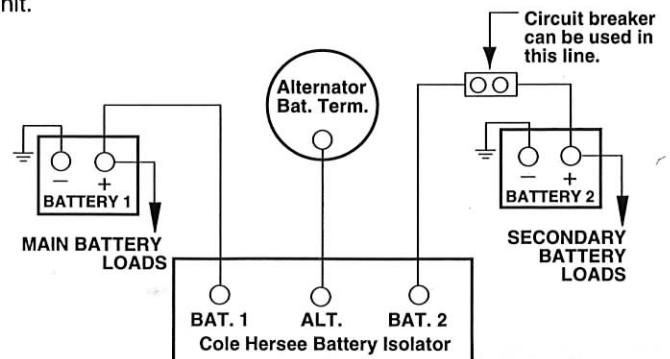 Circuit breaker
can be used in
this line.
Alternator
Bat. Term.
− +
BATTERY 1
MAIN BATTERY
LOADS
− +
BATTERY 2
SECONDARY
BATTERY
LOADS
BAT. 1 ALT. BAT. 2
Cole Hersee Battery Isolator